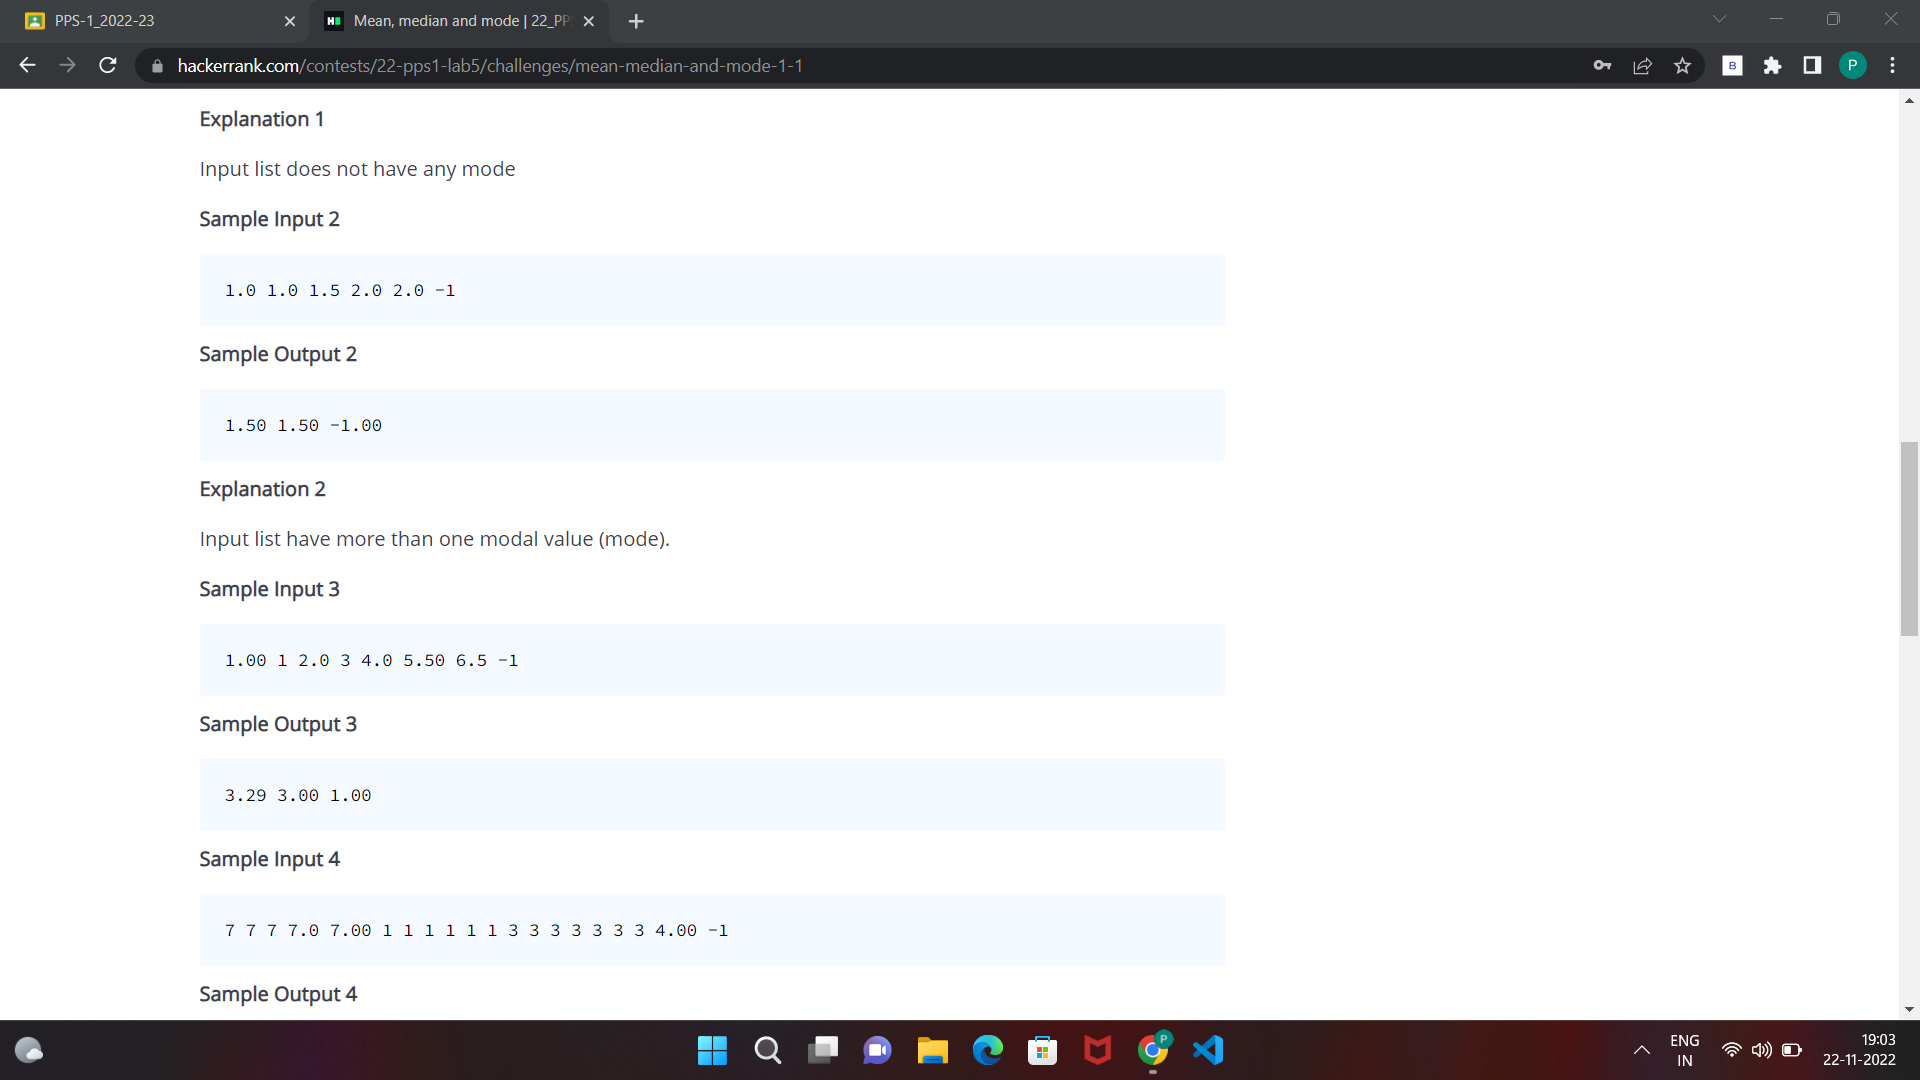 PPS-1_2022-23
Mean, median and mode | 22_PP
hackerrank.com/contests/22-pps1-lab5/challenges/mean-median-and-mode-1-1
B
P
Explanation 1
Input list does not have any mode
Sample Input 2
1.0 1.0 1.5 2.0 2.0 -1
Sample Output 2
1.50 1.50 -1.00
Explanation 2
Input list have more than one modal value (mode).
Sample Input 3
1.00 1 2.0 3 4.0 5.50 6.5 -1
Sample Output 3
3.29 3.00 1.00
Sample Input 4
7 7 7 7.0 7.00 1 1 1 1 1 1 3 3 3 3 3 3 3 4.00 -1
Sample Output 4
P
ENG
IN
19:03
22-11-2022